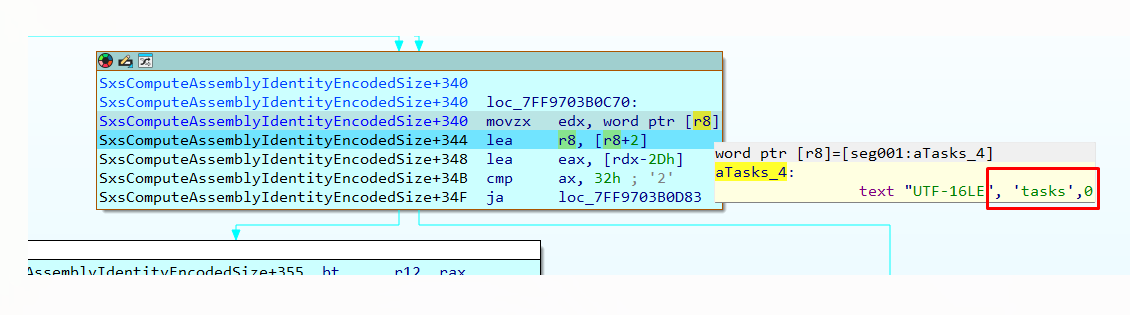 SxsComputeAssemblyIdentityEncodedSize+340
SxsComputeAssemblyIdentityEncodedSize+340 loc_7FF9703B0C70:
SxsComputeAssemblyIdentityEncodedSize+340 movzx edx, word ptr [r8]
SxsComputeAssemblyIdentityEncodedSize+344 lea r8, [r8+2]
SxsComputeAssemblyIdentityEncodedSize+348 lea eax, [rdx-2Dh]
SxsComputeAssemblyIdentityEncodedSize+34B cmp ax, 32h ; '2'
SxsComputeAssemblyIdentityEncodedSize+34F ja loc_7FF9703B0D83
word ptr [r8]=[seg001:aTasks_4]
aTasks_4:
text "UTF-16LE", 'tasks',0
AssemblyIdentityEncodedSize+355 bt r12, rax